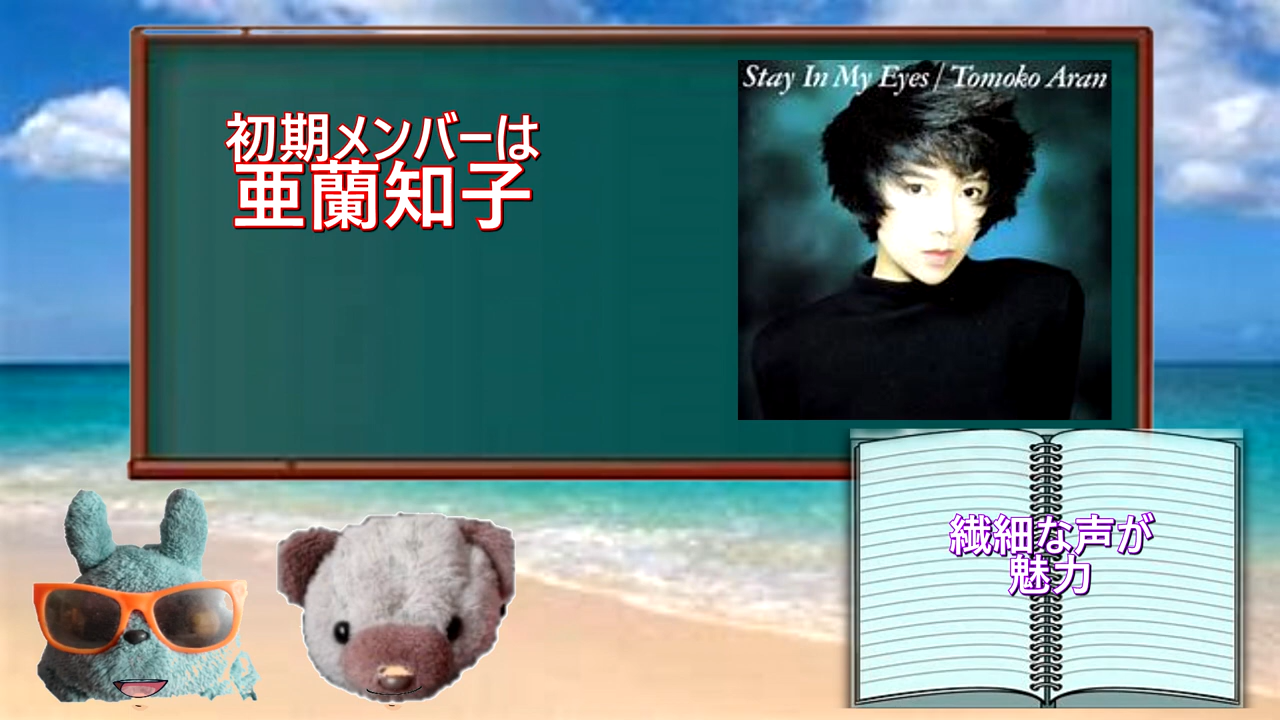 初期メンバーは
亜蘭知子
Stay In My Eyes / Tomoko Aran
繊細な声が
魅力